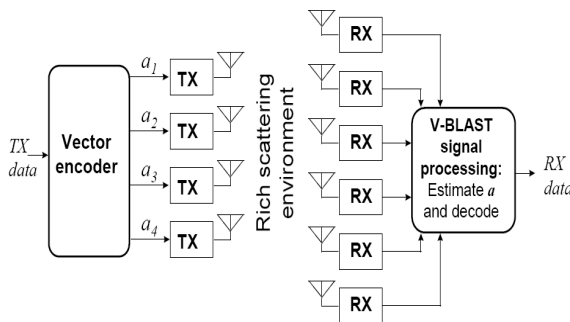 TX
data
Vector
encoder
a1
a2
a3
a4
TX
TX
TX
TX
Rich scattering
environment
RX
RX
RX
RX
RX
RX
V-BLAST
signal
processing:
Estimate a
and decode
RX
data